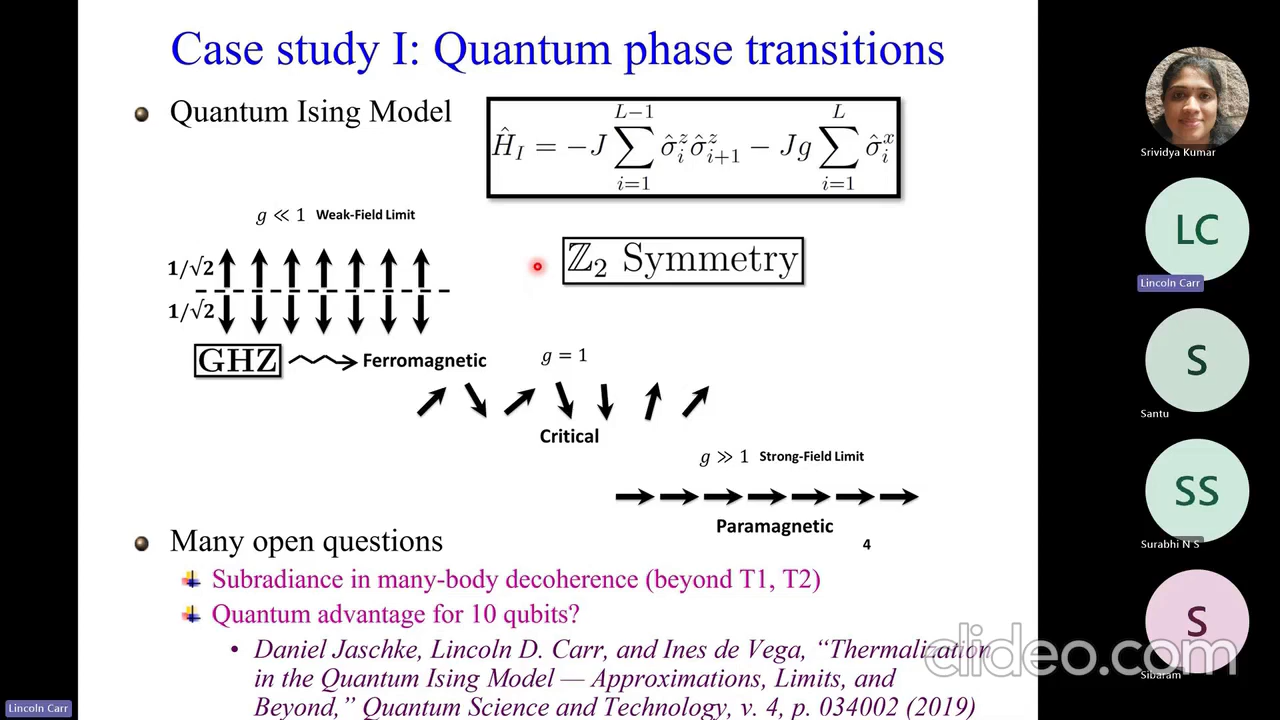 Case study I: Quantum phase transitions
Quantum Ising Model
Ĥ_I = −J ∑_{i=1}^{L−1} σ̂_i^z σ̂_{i+1}^z − Jg ∑_{i=1}^{L} σ̂_i^x
g ≪ 1 Weak-Field Limit
1/√2
1/√2
ℤ₂ Symmetry
GHZ
Ferromagnetic
g = 1
Critical
g ≫ 1 Strong-Field Limit
Paramagnetic
4
Many open questions
Subradiance in many-body decoherence (beyond T1, T2)
Quantum advantage for 10 qubits?
• Daniel Jaschke, Lincoln D. Carr, and Ines de Vega, “Thermalization
in the Quantum Ising Model — Approximations, Limits, and
Beyond,” Quantum Science and Technology, v. 4, p. 034002 (2019)
Srividya Kumar
LC
Lincoln Carr
S
Santu
SS
Surabhi N S
S
Sibaram
clideo.com
Lincoln Carr